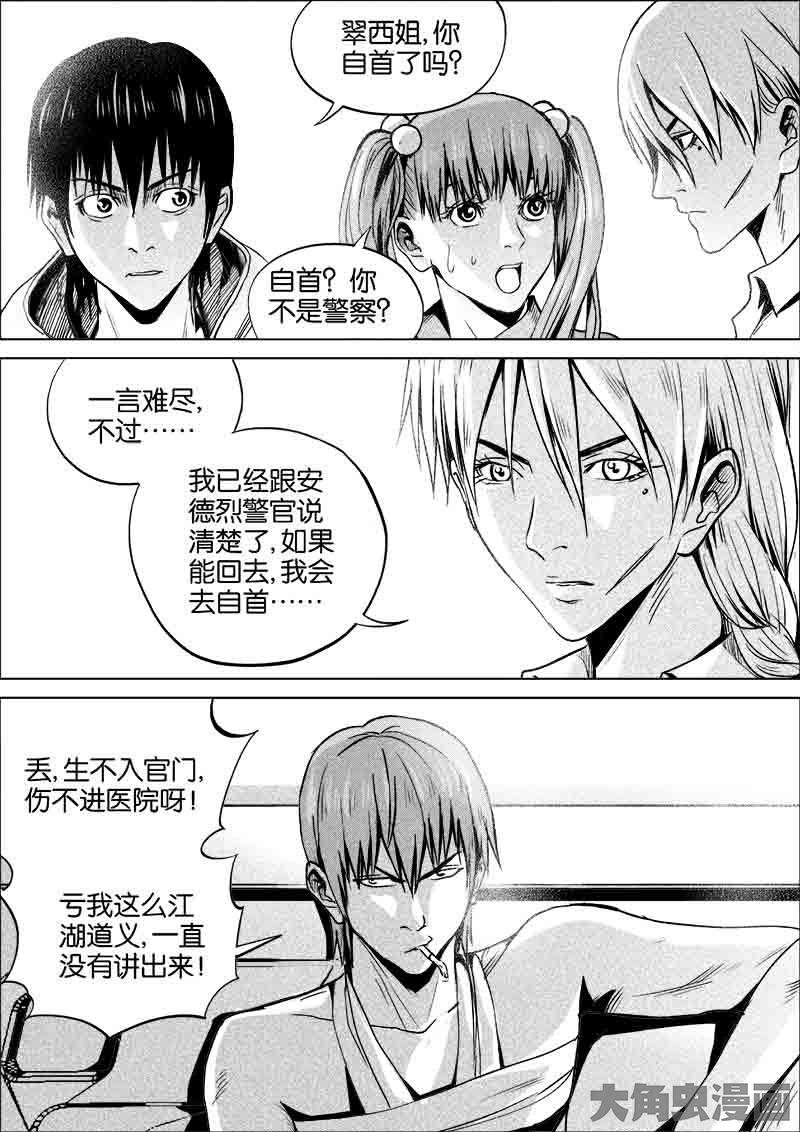 翠西姐,你
自首了吗?
自首? 你
不是警察?
一言难尽,
不过……
我已经跟安
德烈警官说
清楚了,如果
能回去,我会
去自首……
丢,生不入官门,
伤不进医院呀!
亏我这么江
湖道义,一直
没有讲出来!
大角虫漫画